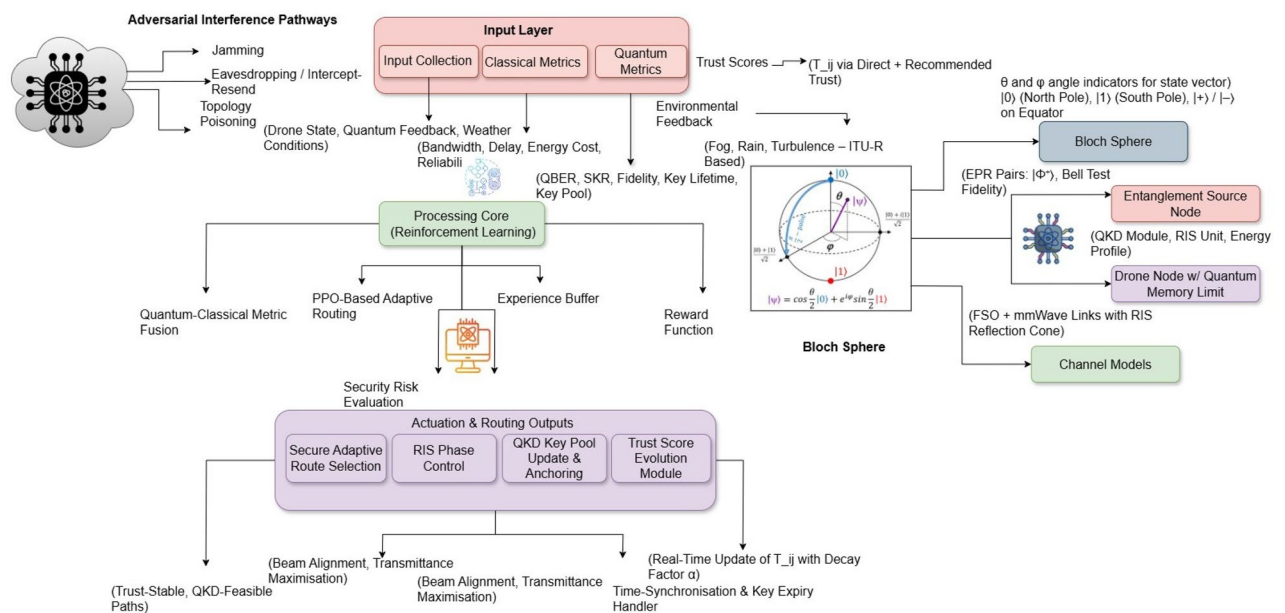 Adversarial Interference Pathways
Jamming
Eavesdropping / Intercept-
Resend
Topology
Poisoning
Input Layer
Input Collection
Classical Metrics
Quantum
Metrics
Trust Scores
(T_ij via Direct + Recommended
Trust)
Environmental
Feedback
(Drone State, Quantum Feedback, Weather
Conditions)
(Bandwidth, Delay, Energy Cost,
Reliabili
(QBER, SKR, Fidelity, Key Lifetime,
Key Pool)
(Fog, Rain, Turbulence – ITU-R
Based)
θ and φ angle indicators for state vector)
|0⟩ (North Pole), |1⟩ (South Pole), |+⟩ / |–⟩
on Equator
Bloch Sphere
(EPR Pairs: |Φ⁺⟩, Bell Test
Fidelity)
Entanglement Source
Node
(QKD Module, RIS Unit, Energy
Profile)
Drone Node w/ Quantum
Memory Limit
(FSO + mmWave Links with RIS
Reflection Cone)
Channel Models
|0⟩
θ
|ψ⟩
|0⟩ + i|1⟩
√2
|0⟩ + |1⟩
√2
φ
|1⟩
|ψ⟩ = cos θ/2 |0⟩ + e^iφ sin θ/2 |1⟩
Bloch Sphere
Processing Core
(Reinforcement Learning)
Quantum-Classical Metric
Fusion
PPO-Based Adaptive
Routing
Experience Buffer
Reward
Function
Security Risk
Evaluation
Actuation & Routing Outputs
Secure Adaptive
Route Selection
RIS Phase
Control
QKD Key Pool
Update &
Anchoring
Trust Score
Evolution
Module
(Trust-Stable, QKD-Feasible
Paths)
(Beam Alignment, Transmittance
Maximisation)
(Beam Alignment, Transmittance
Maximisation)
(Real-Time Update of T_ij with Decay
Factor α)
Time-Synchronisation & Key Expiry
Handler